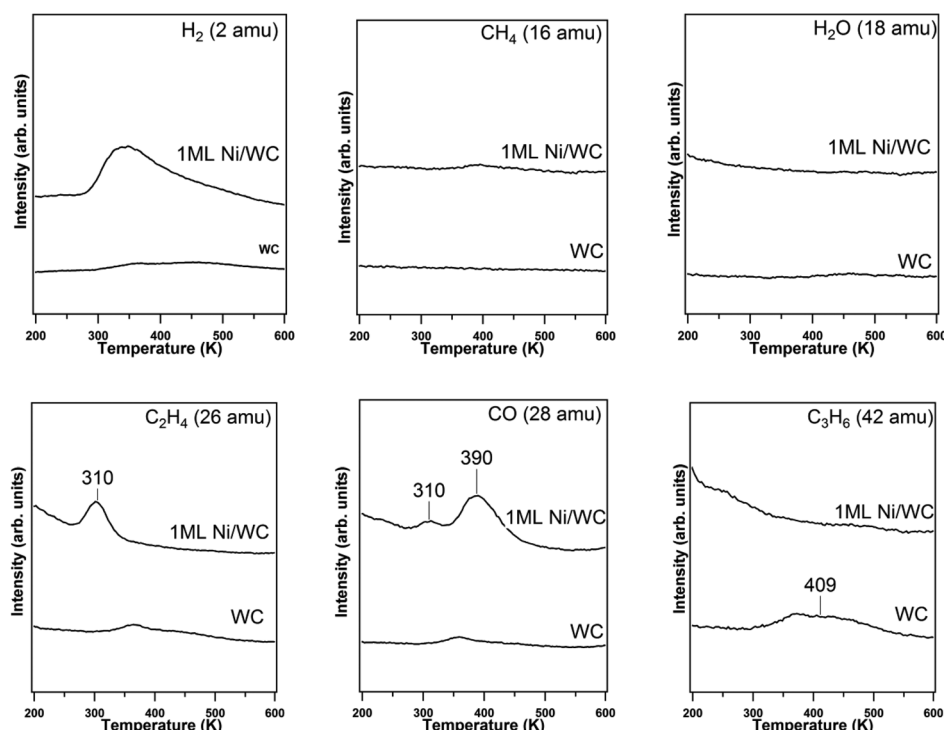 H₂ (2 amu)
Intensity (arb. units)
1ML Ni/WC
WC
200 300 400 500 600
Temperature (K)
CH₄ (16 amu)
Intensity (arb. units)
1ML Ni/WC
WC
200 300 400 500 600
Temperature (K)
H₂O (18 amu)
Intensity (arb. units)
1ML Ni/WC
WC
200 300 400 500 600
Temperature (K)
C₂H₄ (26 amu)
Intensity (arb. units)
310
1ML Ni/WC
WC
200 300 400 500 600
Temperature (K)
CO (28 amu)
Intensity (arb. units)
390
310
1ML Ni/WC
WC
200 300 400 500 600
Temperature (K)
C₃H₆ (42 amu)
Intensity (arb. units)
1ML Ni/WC
409
WC
200 300 400 500 600
Temperature (K)